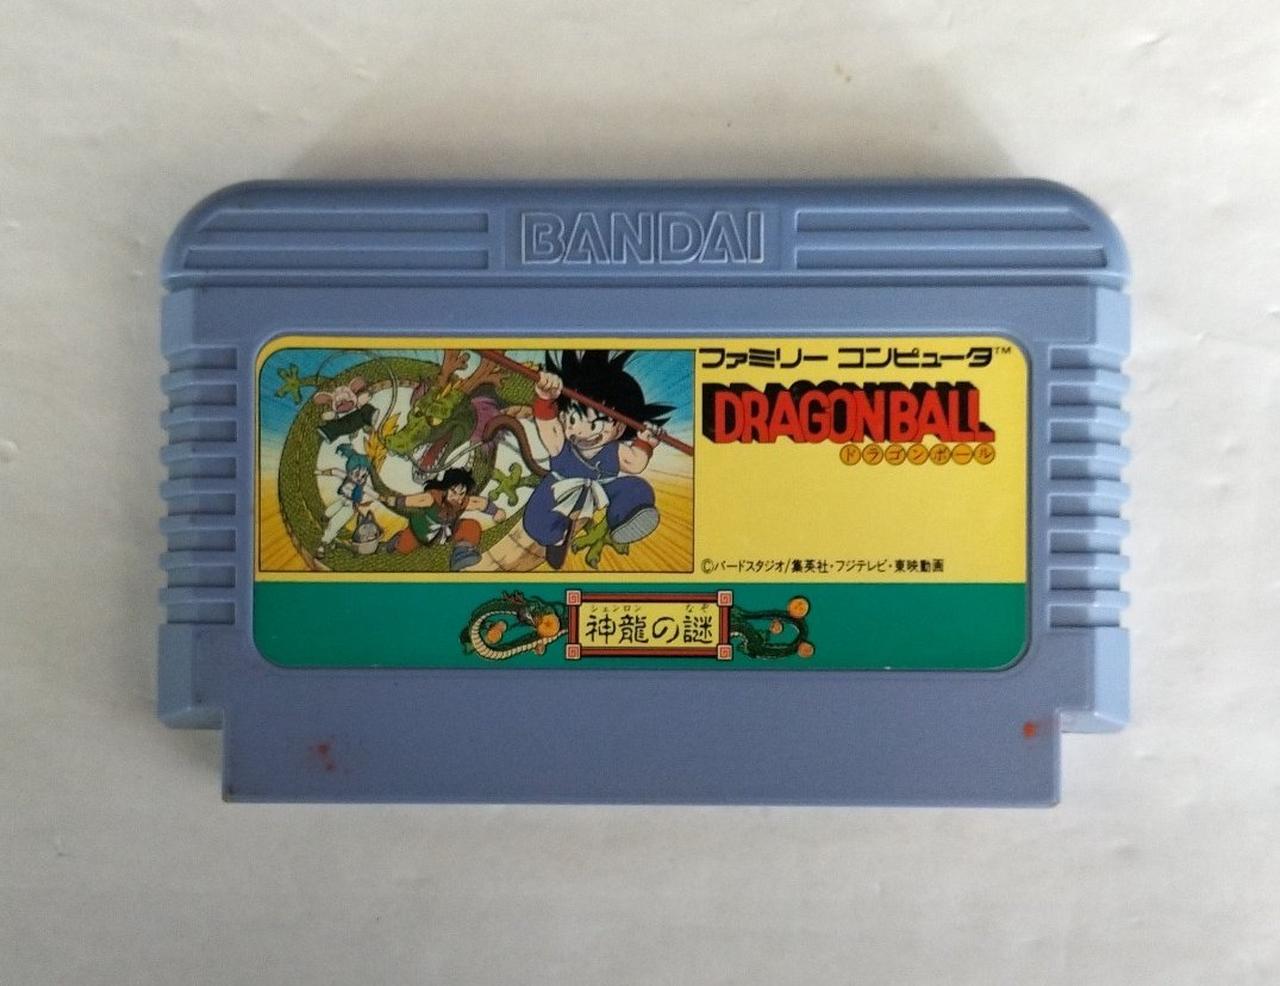 BANDAI
ファミリー コンピュータ™
DRAGON BALL
ドラゴンボール
©バードスタジオ/集英社・フジテレビ・東映動画
シェンロン なぞ
神龍の謎